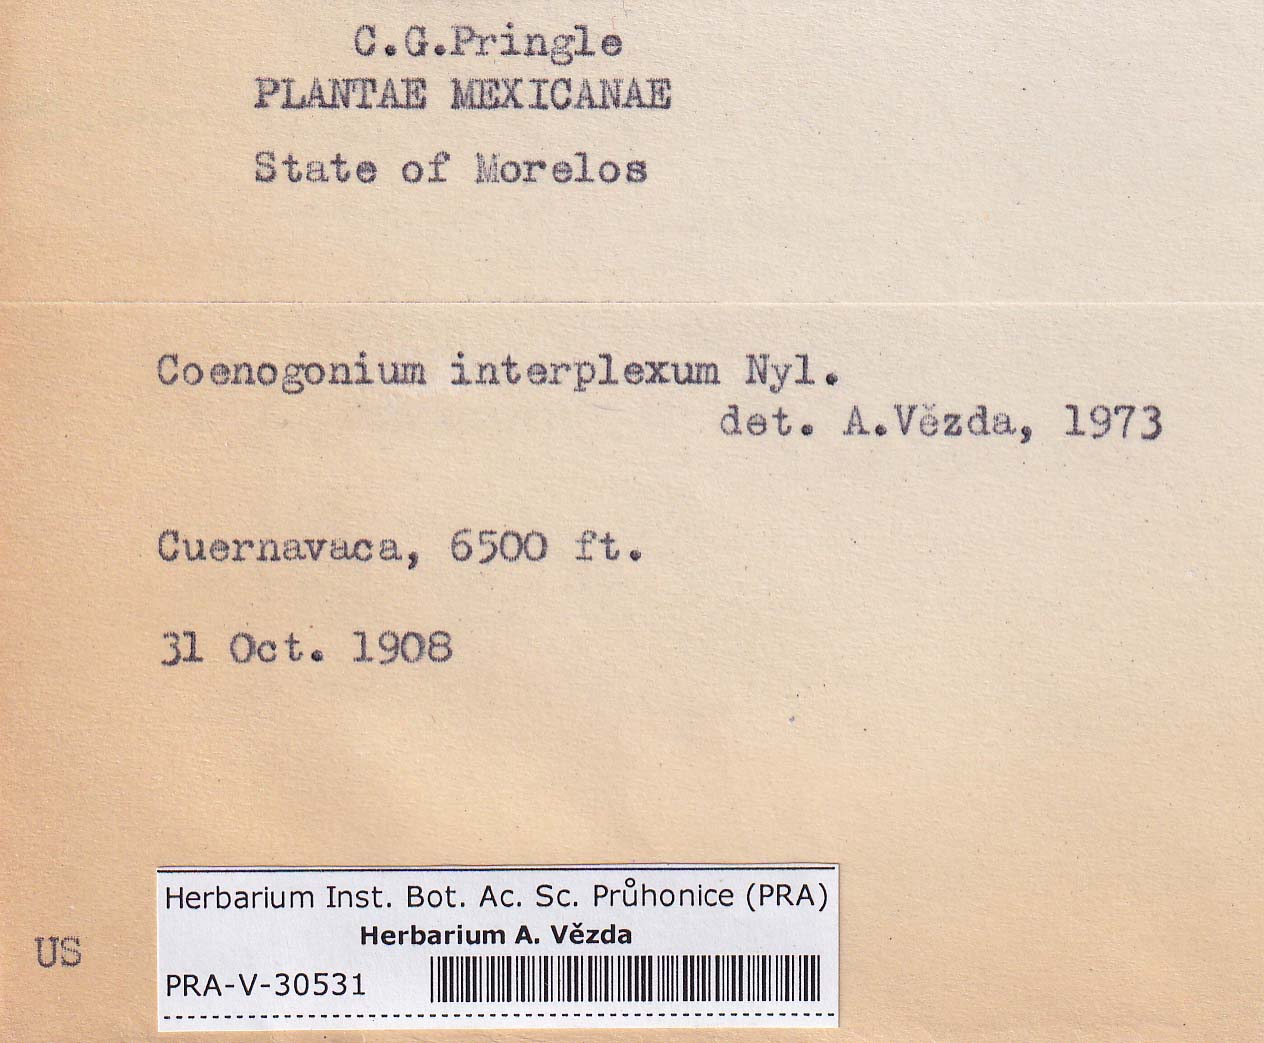 C.G.Pringle
PLANTAE MEXICANAE
State of Morelos
Coenogonium interplexum Nyl.
det. A.Vězda, 1973
Cuernavaca, 6500 ft.
31 Oct. 1908
US
Herbarium Inst. Bot. Ac. Sc. Průhonice (PRA)
Herbarium A. Vězda
PRA-V-30531